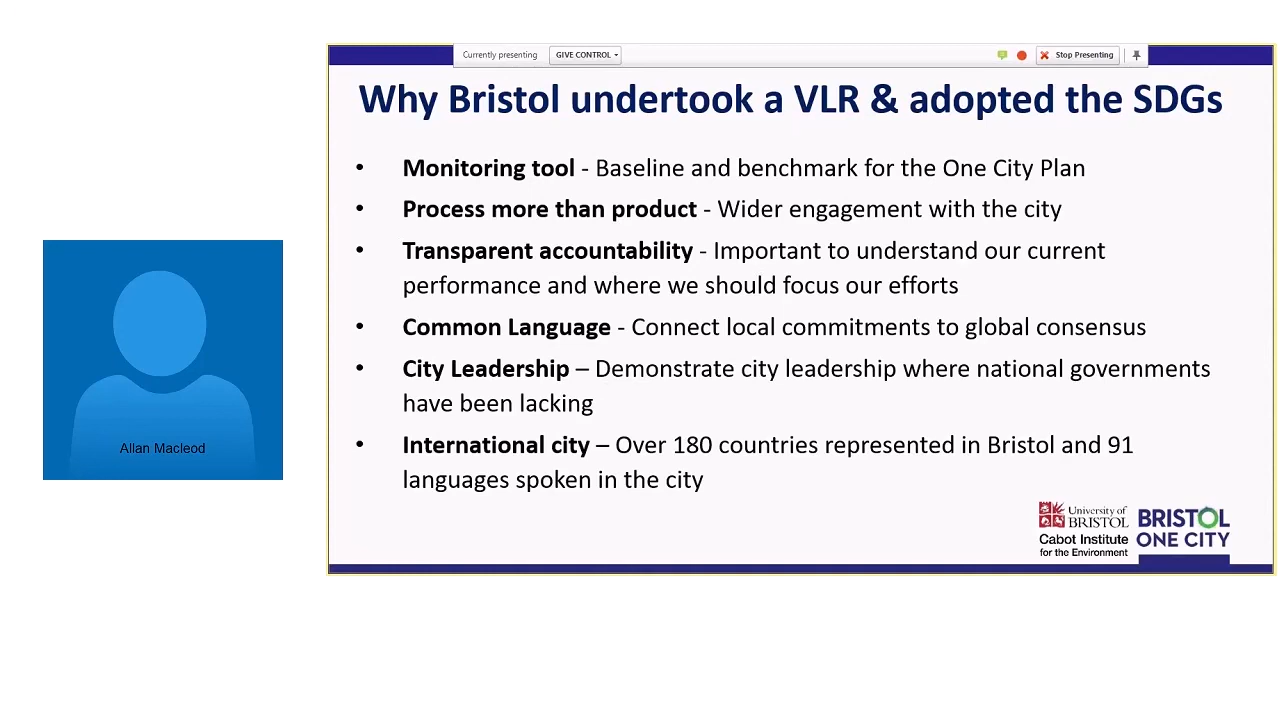 Currently presenting GIVE CONTROL Stop Presenting
Why Bristol undertook a VLR & adopted the SDGs
• Monitoring tool - Baseline and benchmark for the One City Plan
• Process more than product - Wider engagement with the city
• Transparent accountability - Important to understand our current
performance and where we should focus our efforts
• Common Language - Connect local commitments to global consensus
• City Leadership – Demonstrate city leadership where national governments
have been lacking
• International city – Over 180 countries represented in Bristol and 91
languages spoken in the city
Allan Macleod
University of
BRISTOL
Cabot Institute
for the Environment
BRISTOL
ONE CITY